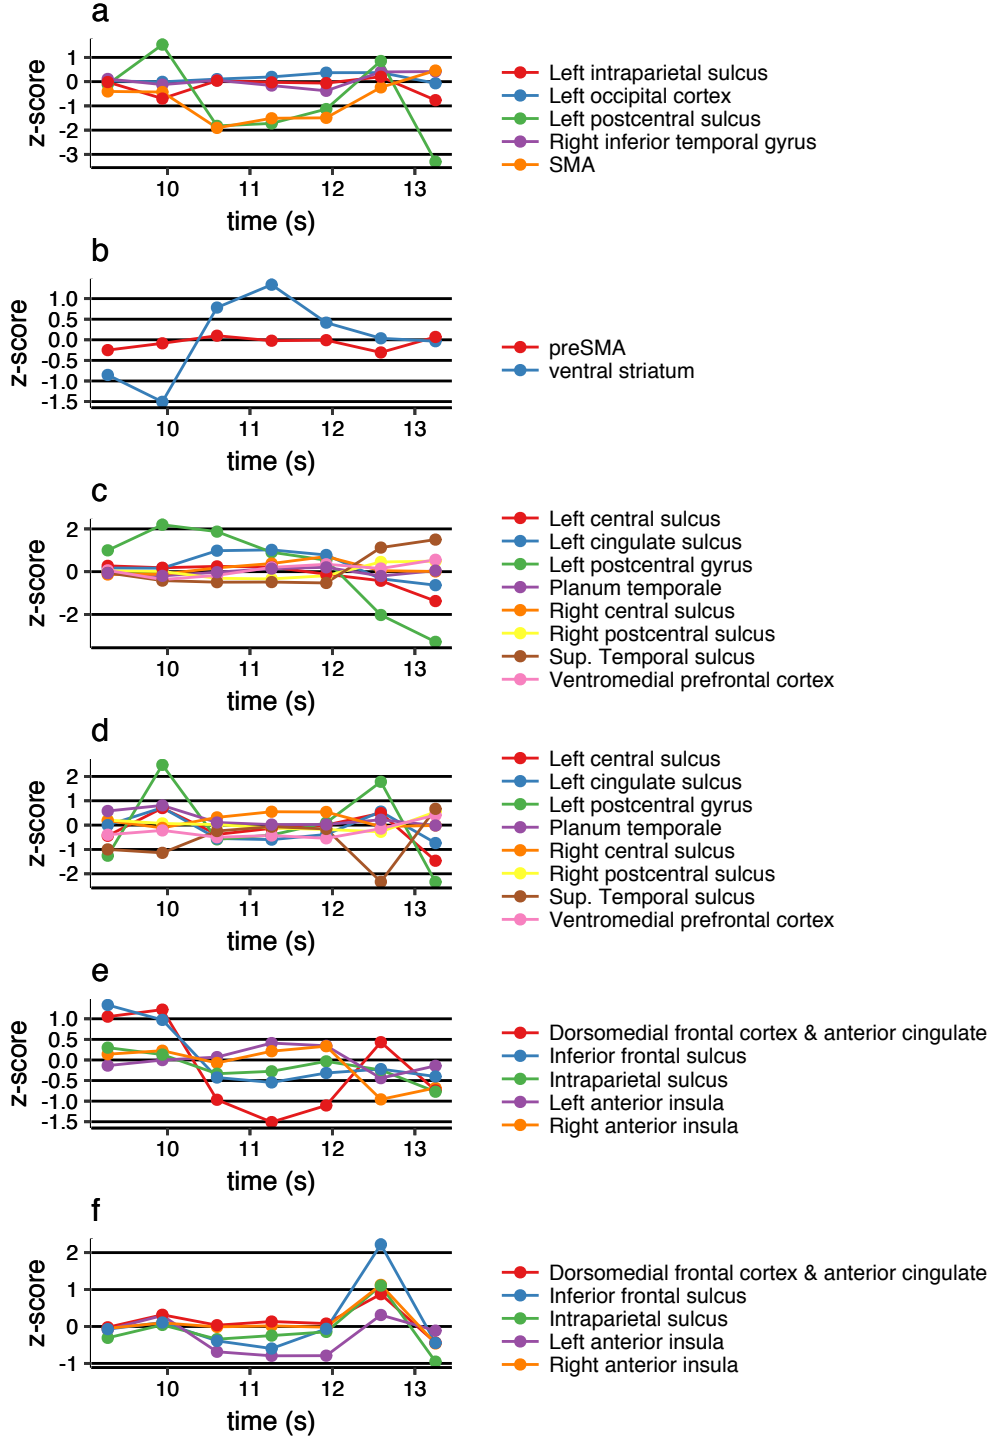 a
z-score
1
0
-1
-2
-3
10 11 12 13
time (s)
Left intraparietal sulcus
Left occipital cortex
Left postcentral sulcus
Right inferior temporal gyrus
SMA
b
z-score
1.0
0.5
0.0
-0.5
-1.0
-1.5
10 11 12 13
time (s)
preSMA
ventral striatum
c
z-score
2
0
-2
10 11 12 13
time (s)
Left central sulcus
Left cingulate sulcus
Left postcentral gyrus
Planum temporale
Right central sulcus
Right postcentral sulcus
Sup. Temporal sulcus
Ventromedial prefrontal cortex
d
z-score
2
1
0
-1
-2
10 11 12 13
time (s)
Left central sulcus
Left cingulate sulcus
Left postcentral gyrus
Planum temporale
Right central sulcus
Right postcentral sulcus
Sup. Temporal sulcus
Ventromedial prefrontal cortex
e
z-score
1.0
0.5
0.0
-0.5
-1.0
-1.5
10 11 12 13
time (s)
Dorsomedial frontal cortex & anterior cingulate
Inferior frontal sulcus
Intraparietal sulcus
Left anterior insula
Right anterior insula
f
z-score
2
1
0
-1
10 11 12 13
time (s)
Dorsomedial frontal cortex & anterior cingulate
Inferior frontal sulcus
Intraparietal sulcus
Left anterior insula
Right anterior insula